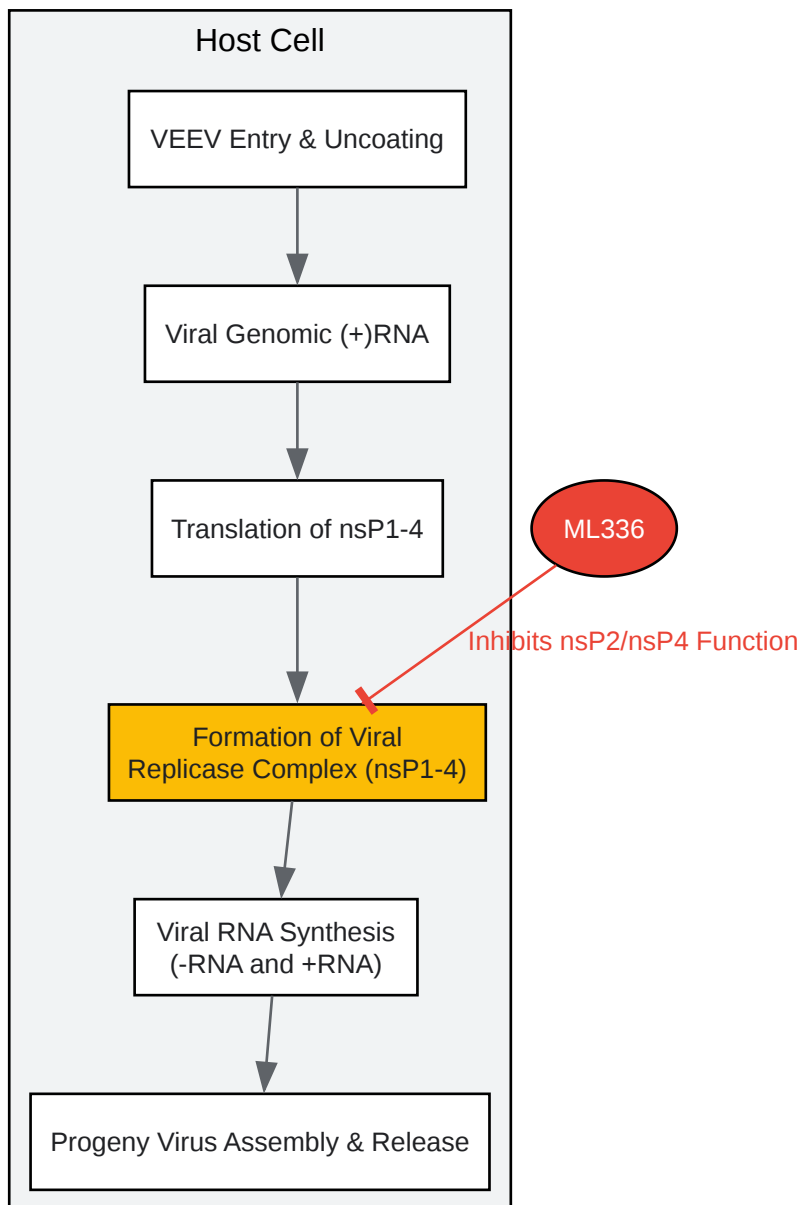 Host Cell
VEEV Entry & Uncoating
Viral Genomic (+)RNA
Translation of nsP1-4
ML336
Inhibits nsP2/nsP4 Function
Formation of Viral
Replicase Complex (nsP1-4)
Viral RNA Synthesis
(-RNA and +RNA)
Progeny Virus Assembly & Release